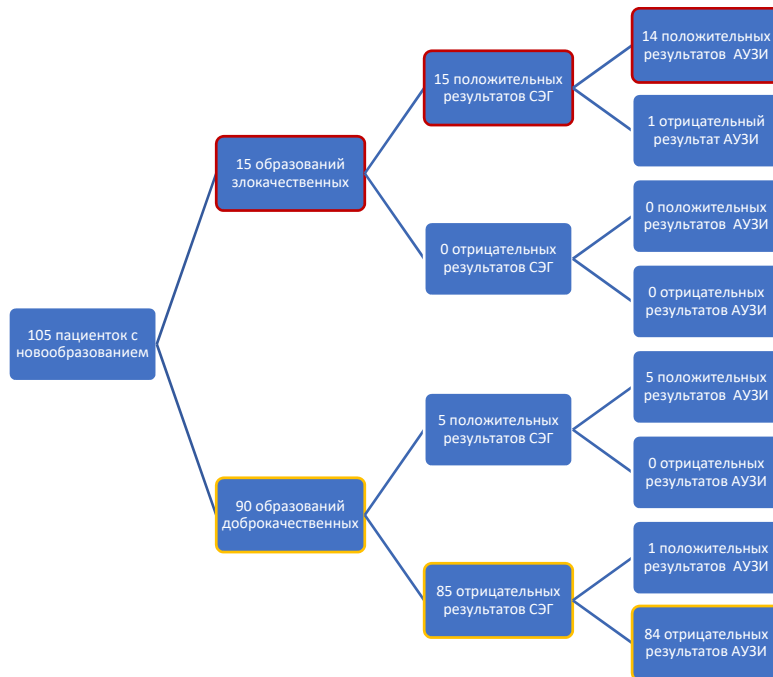 105 пациенток с
новообразованием
15 образований
злокачественных
90 образований
доброкачественных
15 положительных
результатов СЭГ
0 отрицательных
результатов СЭГ
5 положительных
результатов СЭГ
85 отрицательных
результатов СЭГ
14 положительных
результатов АУЗИ
1 отрицательный
результат АУЗИ
0 положительных
результатов АУЗИ
0 отрицательных
результатов АУЗИ
5 положительных
результатов АУЗИ
0 отрицательных
результатов АУЗИ
1 положительных
результатов АУЗИ
84 отрицательных
результатов АУЗИ